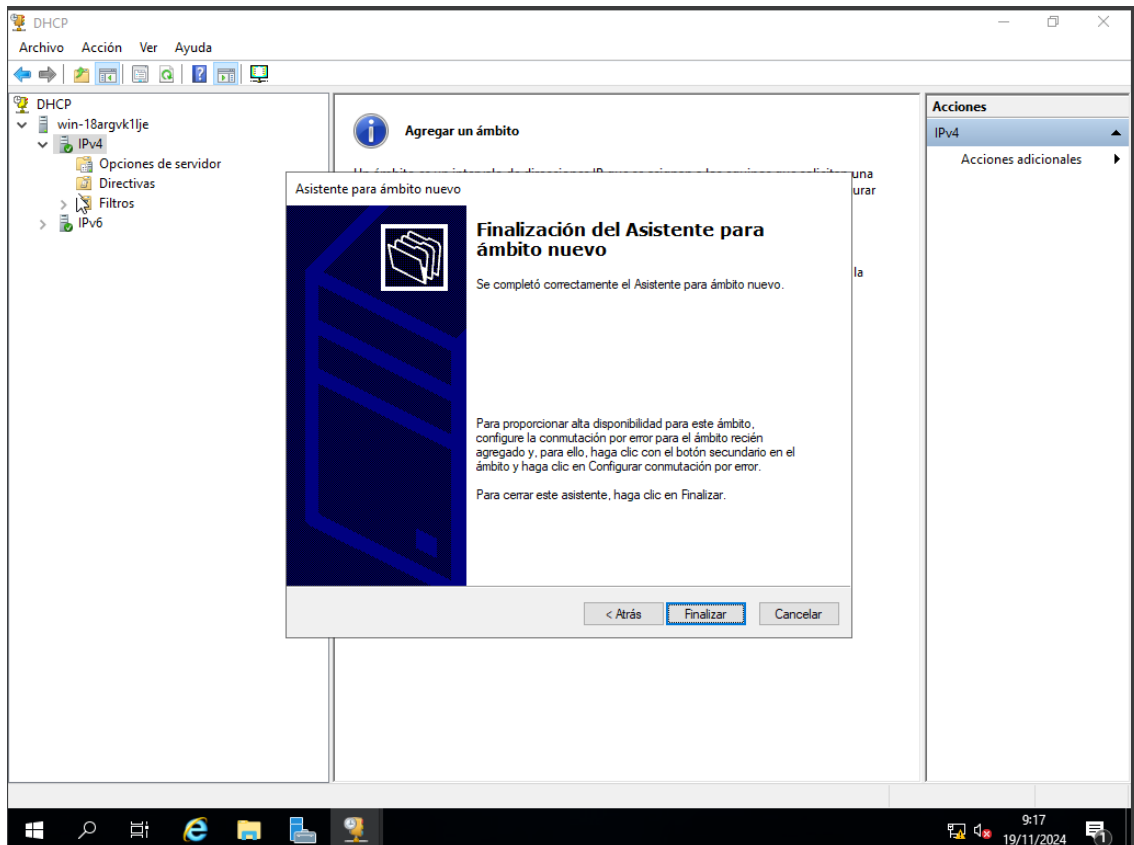 DHCP
Archivo Acción Ver Ayuda
DHCP
win-18argvk1lje
IPv4
Opciones de servidor
Directivas
Filtros
IPv6
Agregar un ámbito
una
urar
la
Asistente para ámbito nuevo
Finalización del Asistente para
ámbito nuevo
Se completó correctamente el Asistente para ámbito nuevo.
Para proporcionar alta disponibilidad para este ámbito,
configure la conmutación por error para el ámbito recién
agregado y, para ello, haga clic con el botón secundario en el
ámbito y haga clic en Configurar conmutación por error.
Para cerrar este asistente, haga clic en Finalizar.
< Atrás Finalizar Cancelar
Acciones
IPv4
Acciones adicionales
9:17
19/11/2024
1